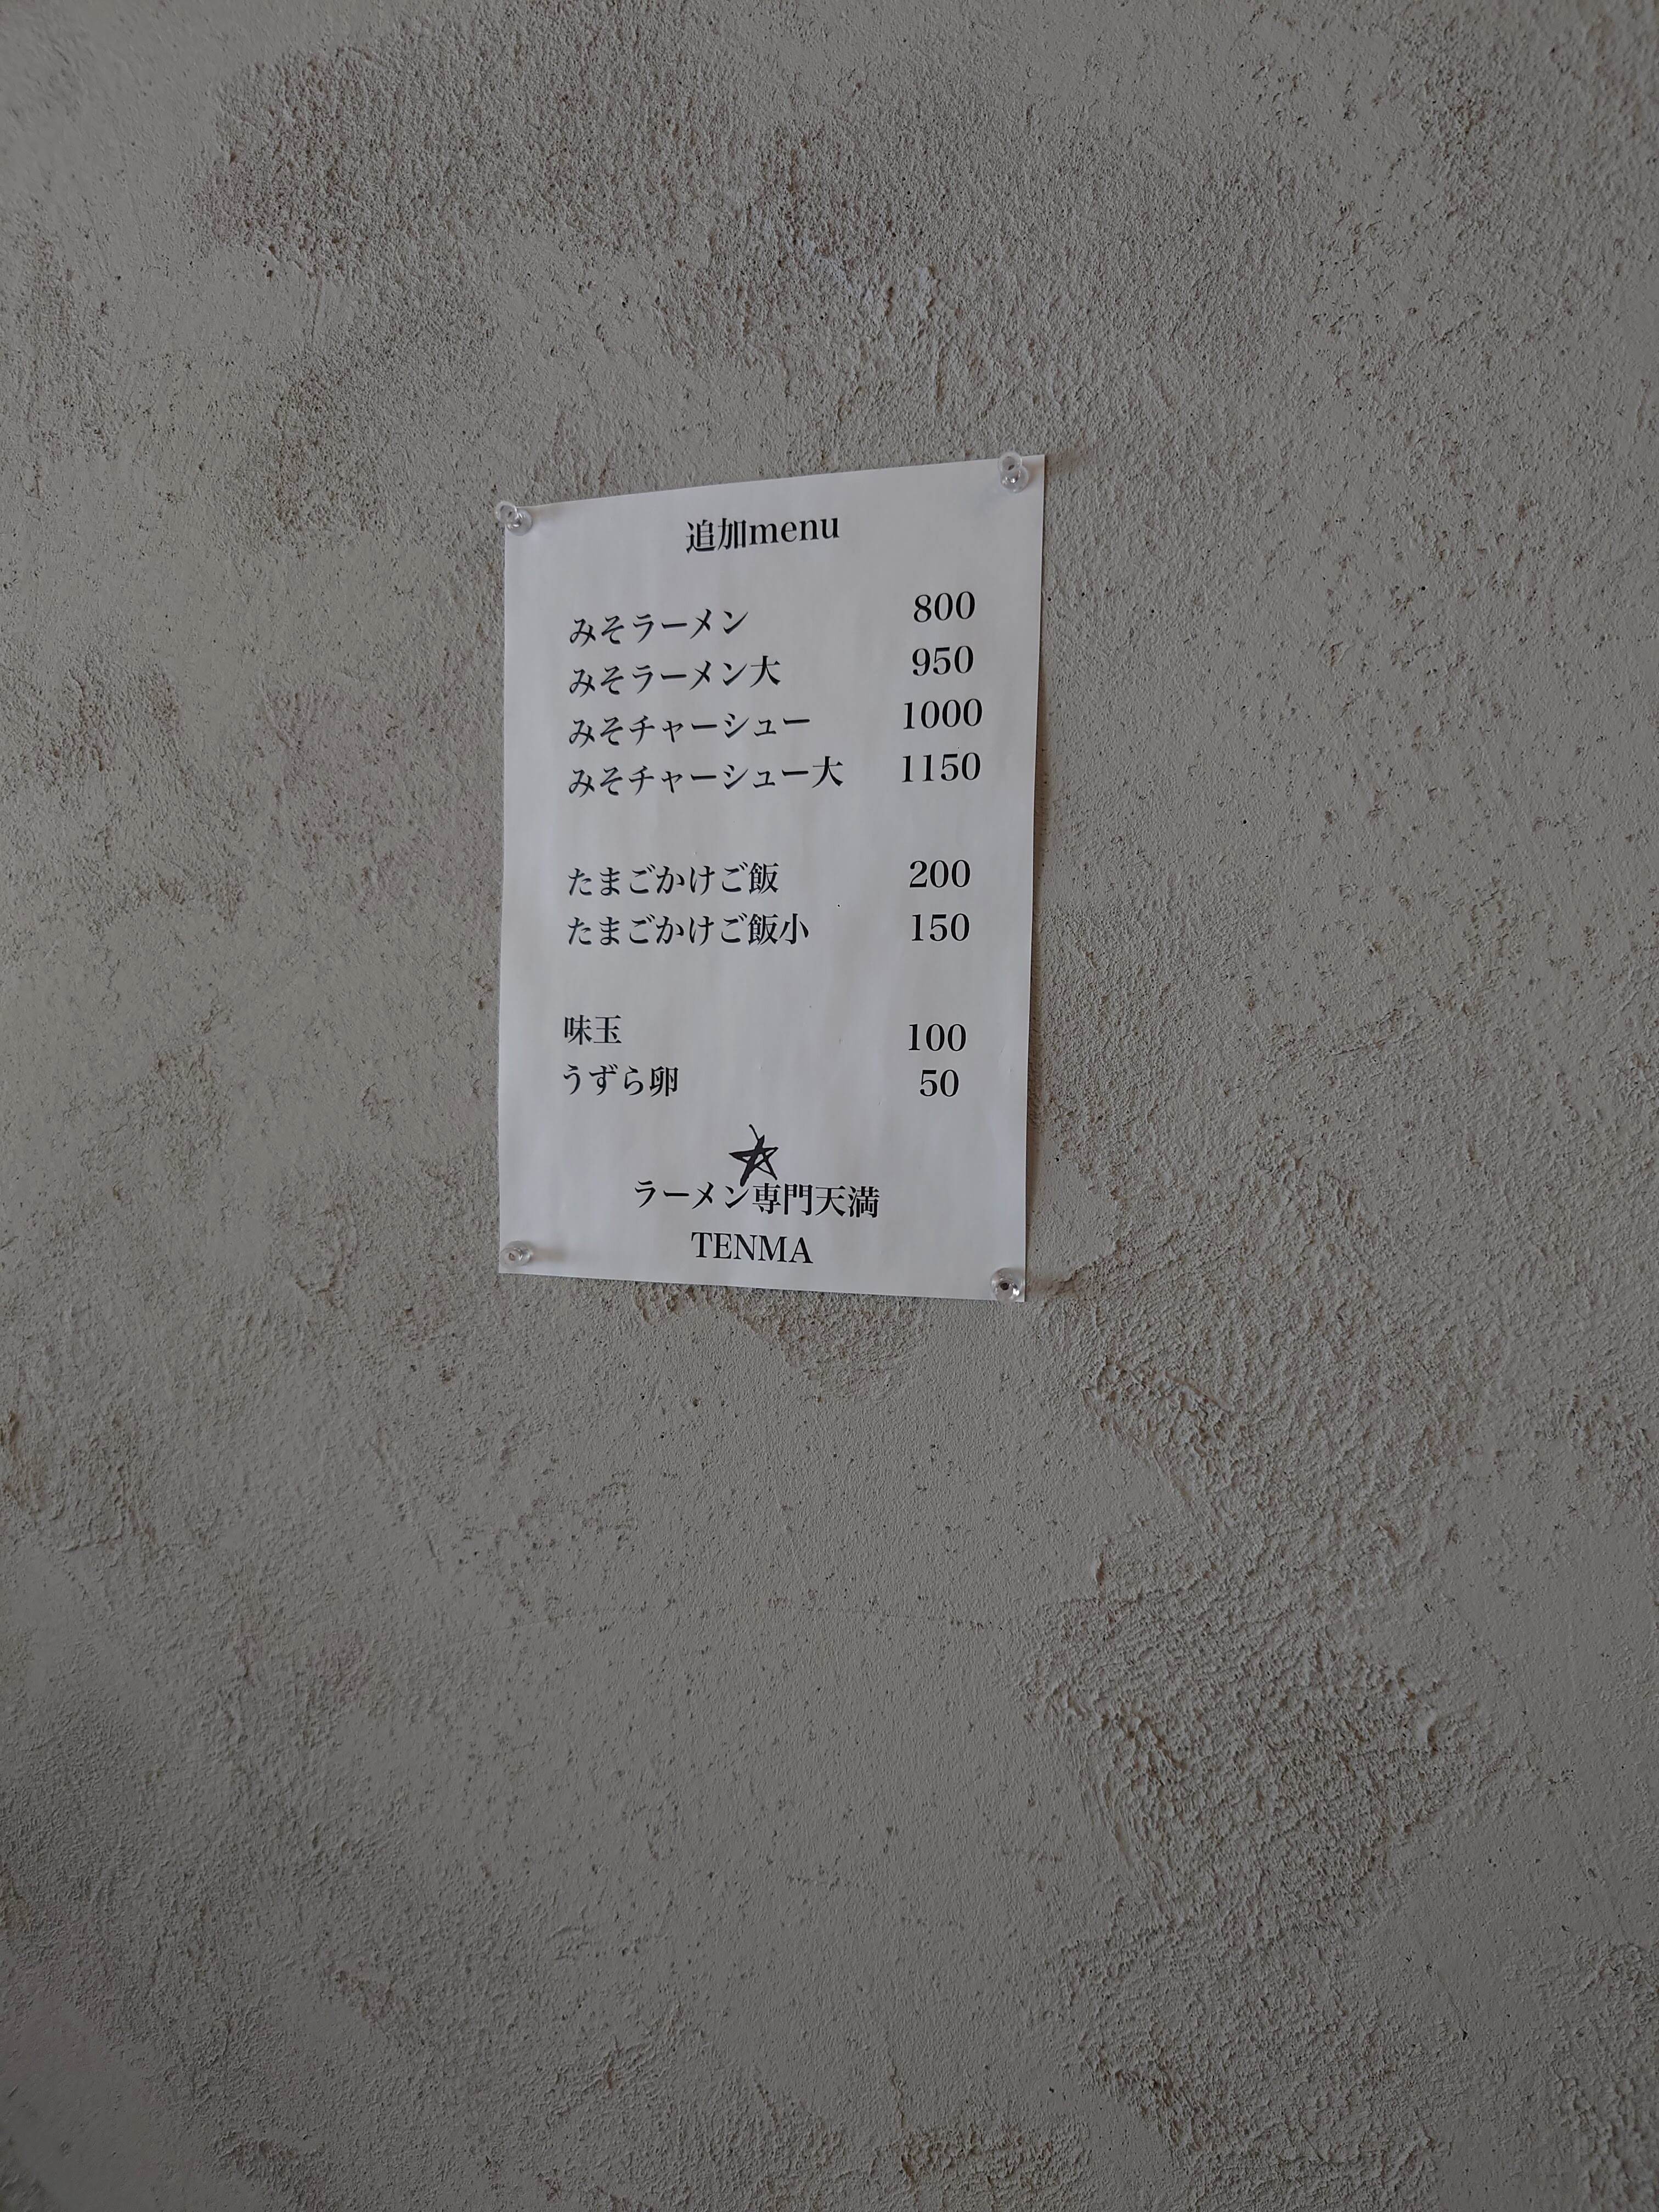 追加menu
みそラーメン 800
みそラーメン大 950
みそチャーシュー 1000
みそチャーシュー大 1150
たまごかけご飯 200
たまごかけご飯小 150
味玉 100
うずら卵 50
ラーメン専門天満
TENMA